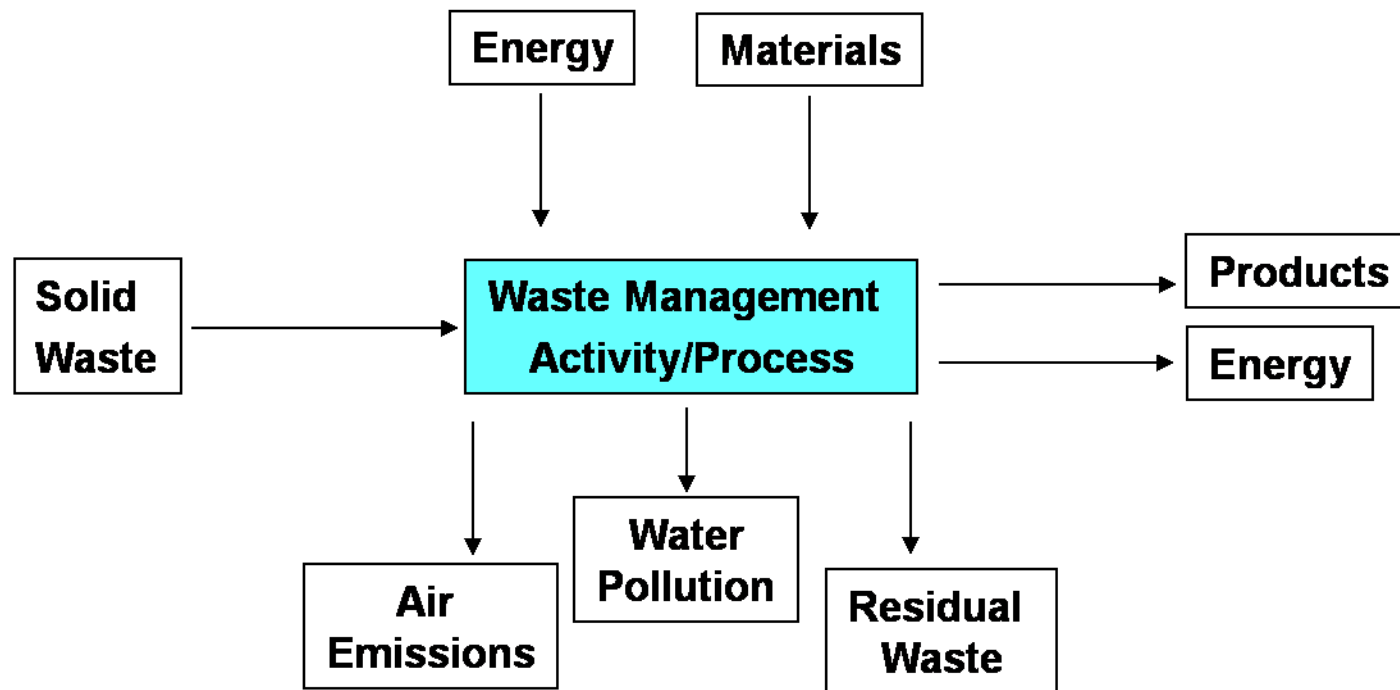 Energy
Materials
Solid
Waste
Waste Management
Activity/Process
Products
Energy
Air
Emissions
Water
Pollution
Residual
Waste